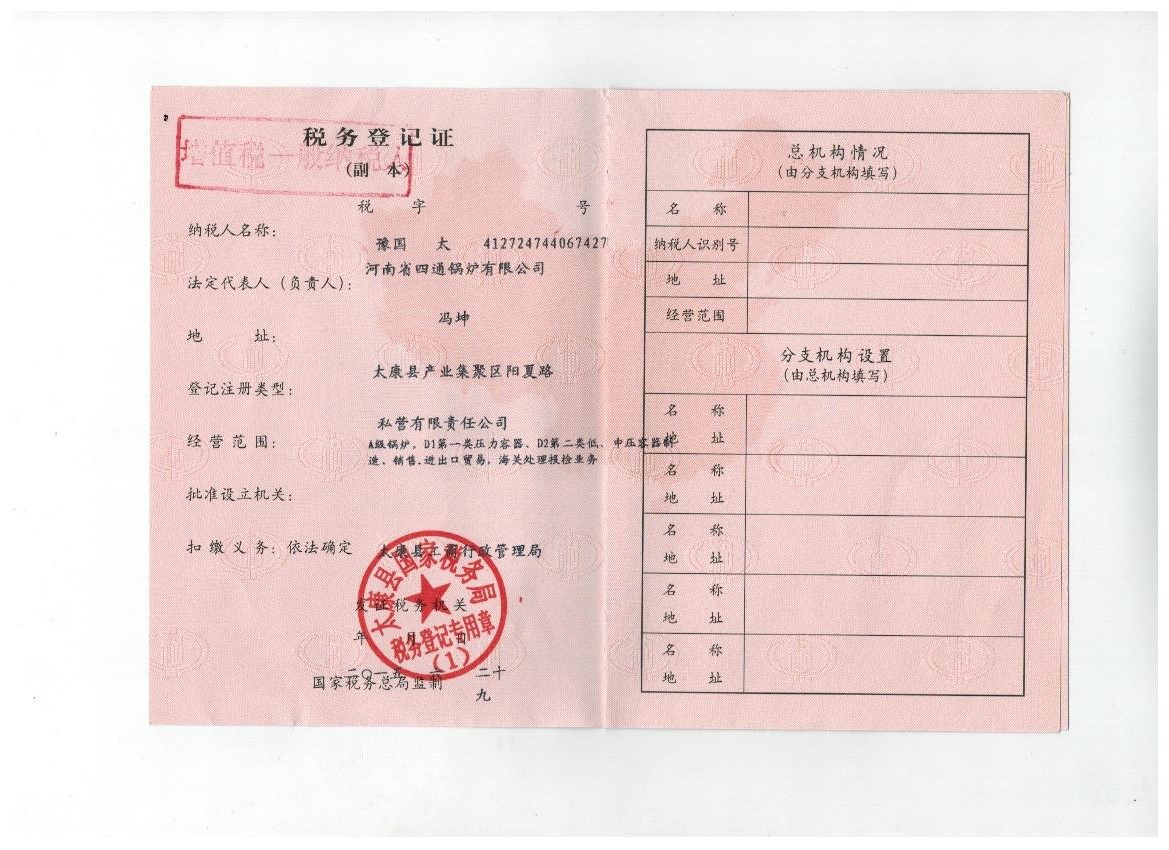 税务登记证
增值税一般纳税人
(副 本)
税 字 号
纳税人名称：
豫国 太 412724744067427
河南省四通锅炉有限公司
法定代表人（负责人）：
冯坤
地 址：
太康县产业集聚区阳夏路
登记注册类型：
私营有限责任公司
经营范围：
A级锅炉，D1第一类压力容器、D2第二类低、中压容器制
造、销售.进出口贸易，海关处理报检业务
批准设立机关：
扣缴义务：依法确定
太康县工商行政管理局
太康县国家税务局
税务登记专用章
(1)
发证税务机关
年 月 日
二〇一五 二十
九
国家税务总局监制
总机构情况
(由分支机构填写)
名 称
纳税人识别号
地 址
经营范围
分支机构设置
(由总机构填写)
名 称
地 址
名 称
地 址
名 称
地 址
名 称
地 址
名 称
地 址